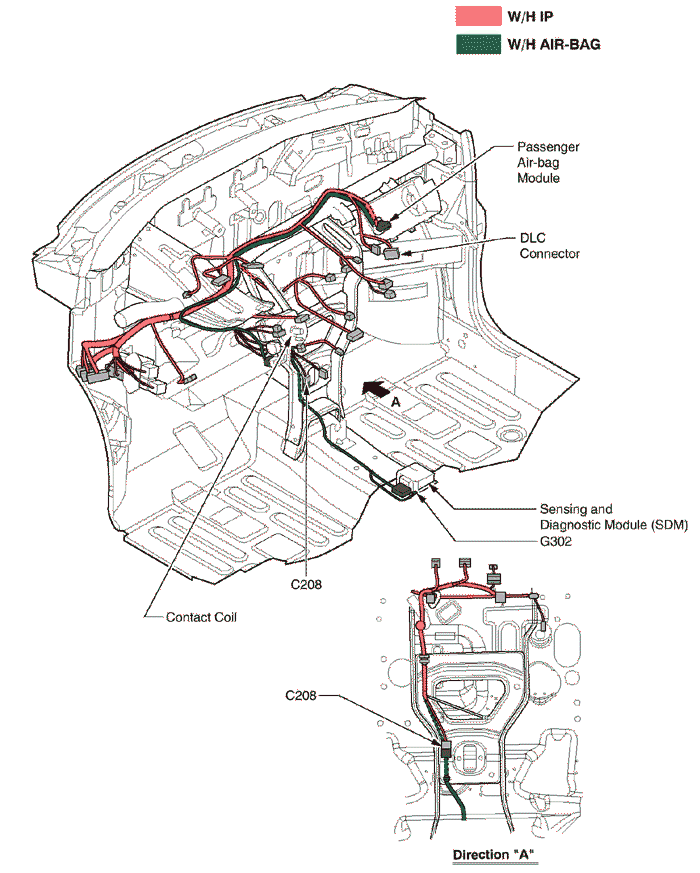 W/H IP
W/H AIR-BAG
Passenger
Air-bag
Module
DLC
Connector
A
Sensing and
Diagnostic Module (SDM)
G302
C208
Contact Coil
C208
Direction "A"